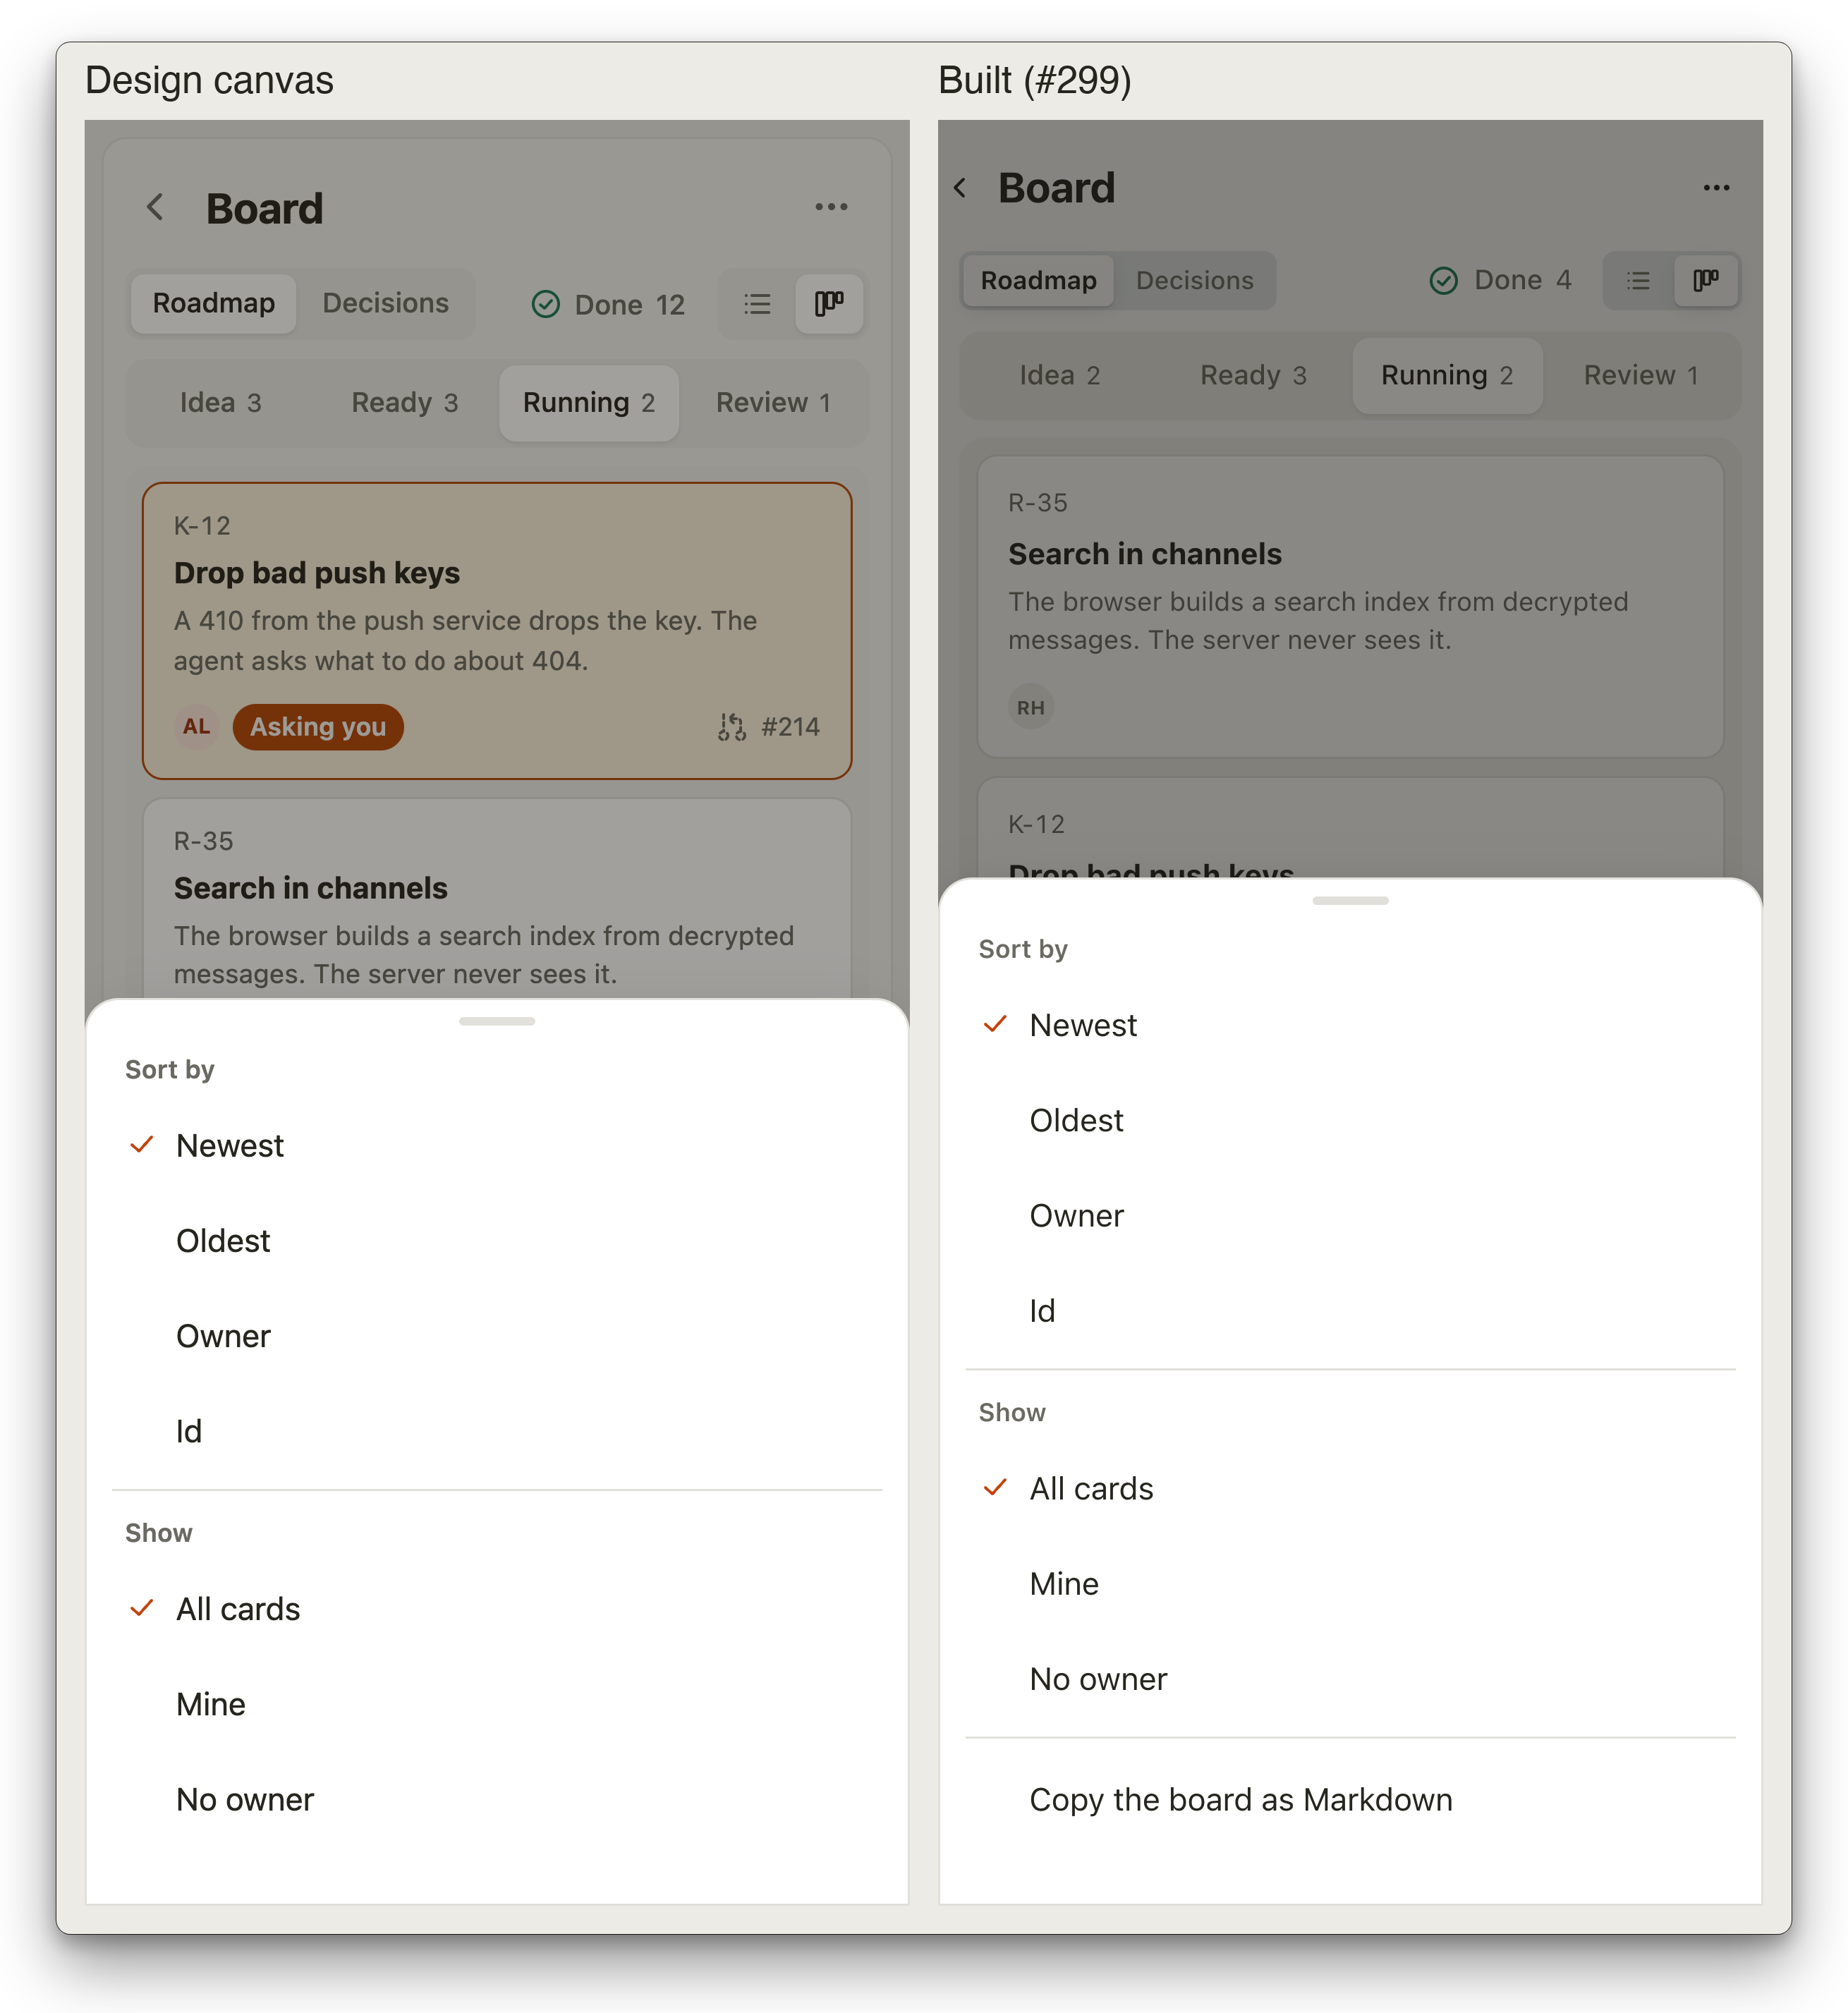 Design canvas
Board
Roadmap Decisions Done 12
Idea 3 Ready 3 Running 2 Review 1
K-12
Drop bad push keys
A 410 from the push service drops the key. The
agent asks what to do about 404.
AL Asking you #214
R-35
Search in channels
The browser builds a search index from decrypted
messages. The server never sees it.
Sort by
Newest
Oldest
Owner
Id
Show
All cards
Mine
No owner
Built (#299)
Board
Roadmap Decisions Done 4
Idea 2 Ready 3 Running 2 Review 1
R-35
Search in channels
The browser builds a search index from decrypted
messages. The server never sees it.
RH
K-12
Drop bad push keys
Sort by
Newest
Oldest
Owner
Id
Show
All cards
Mine
No owner
Copy the board as Markdown